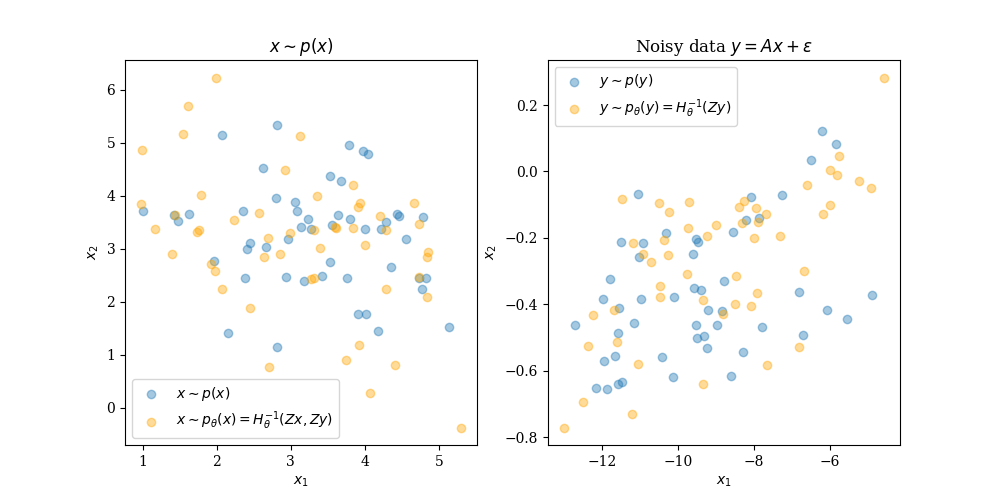 x ~ p(x)
6
5
4
3
2
1
0
x₂
x ~ p(x)
x ~ p_θ(x) = H_θ⁻¹(Zx, Zy)
1 2 3 4 5
x₁
Noisy data y = Ax + ε
0.2
0.0
−0.2
−0.4
−0.6
−0.8
x₂
y ~ p(y)
y ~ p_θ(y) = H_θ⁻¹(Zy)
−12 −10 −8 −6
x₁